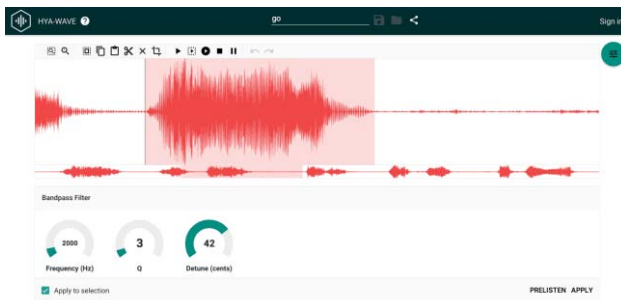 HYA-WAVE ?
go
Sign in
Bandpass Filter
2000
3
42
Frequency (Hz)
Q
Detune (cents)
Apply to selection
PRELISTEN APPLY